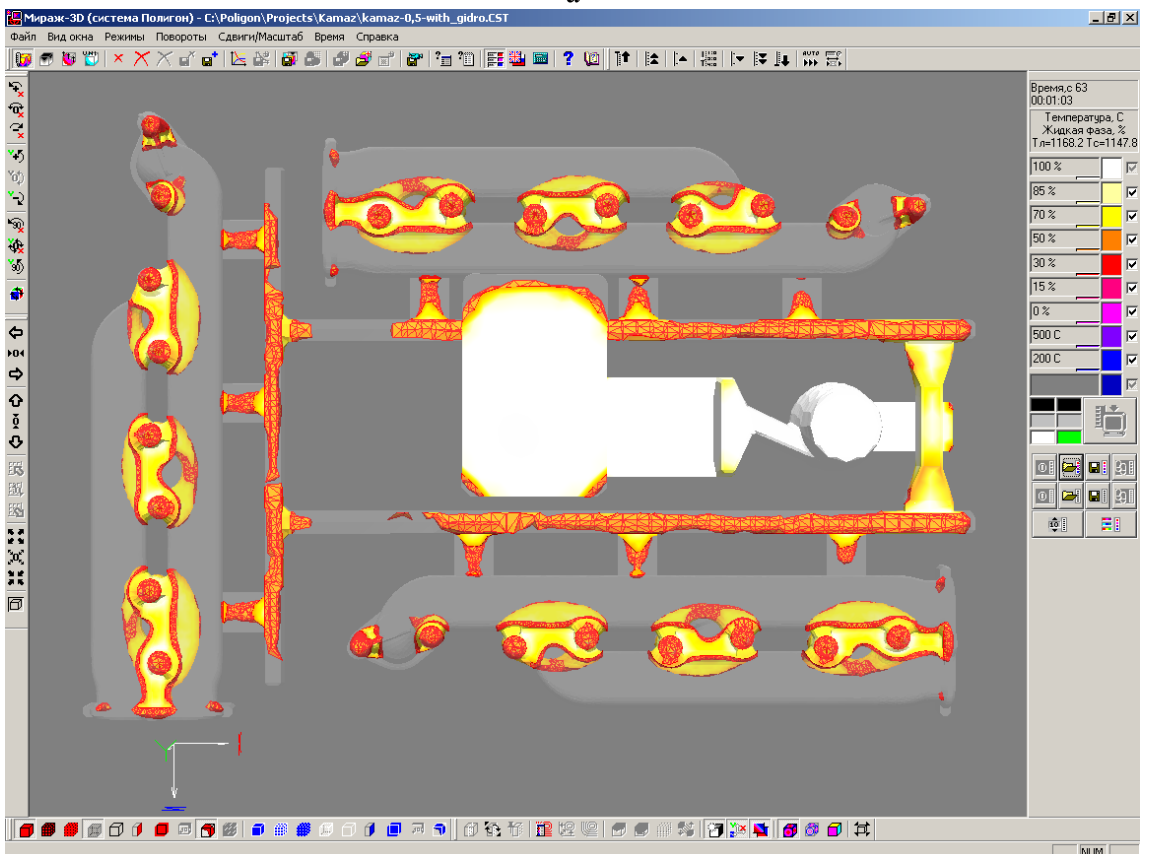 Мираж-3D (система Полигон) - C:\Poligon\Projects\Kamaz\kamaz-0,5-with_gidro.CST
Файл Вид окна Режимы Повороты Сдвиги/Масштаб Время Справка
Время,с 63
00:01:03
Температура, С
Жидкая фаза, %
Тл=1168.2 Тс=1147.8
100 %
85 %
70 %
50 %
30 %
15 %
0 %
500 C
200 C
NUM